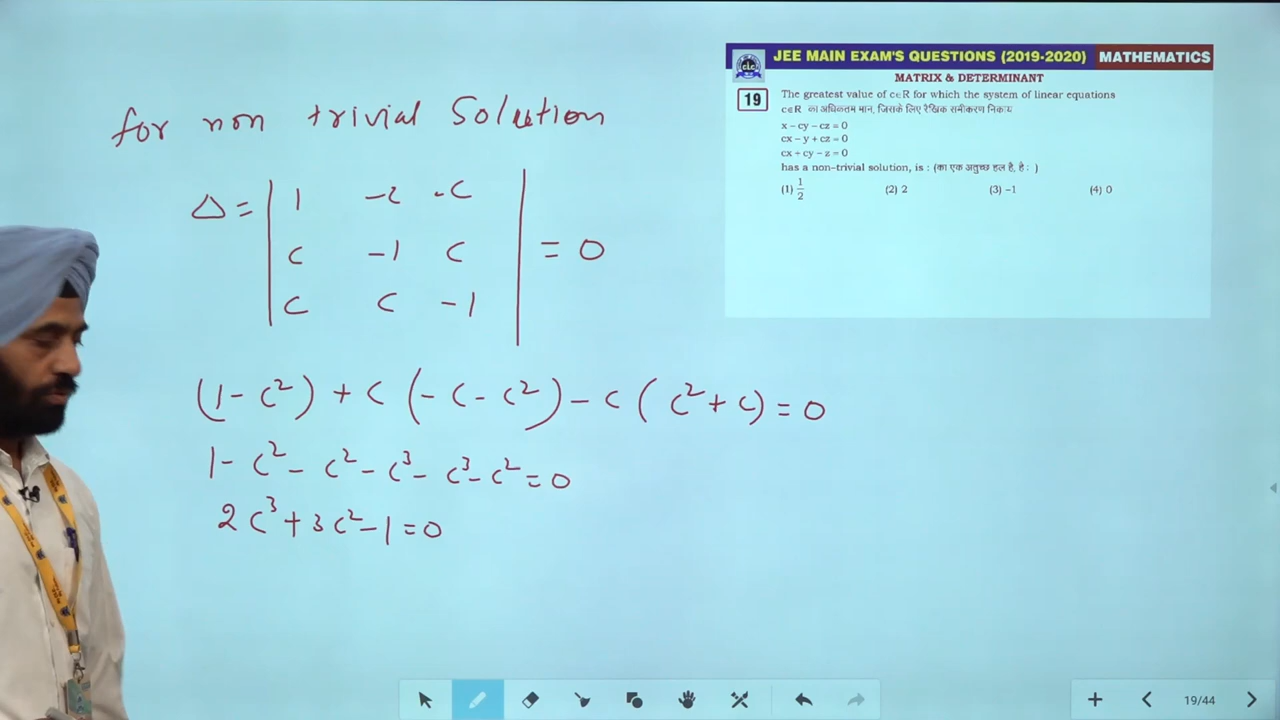 for non trivial Solution
Δ = | 1 -c -c |
| c -1 c | = 0
| c c -1 |
(1 - c²) + c (-c - c²) - c (c² + c) = 0
1 - c² - c² - c³ - c³ - c² = 0
2c³ + 3c² - 1 = 0
JEE MAIN EXAM'S QUESTIONS (2019-2020) MATHEMATICS
CLC
MATRIX & DETERMINANT
19 The greatest value of c∈R for which the system of linear equations
c∈R का अधिकतम मान, जिसके लिए रैखिक समीकरण निकाय
x - cy - cz = 0
cx - y + cz = 0
cx + cy - z = 0
has a non-trivial solution, is : (का एक अतुच्छ हल है, है : )
(1) 1/2 (2) 2 (3) -1 (4) 0
19/44